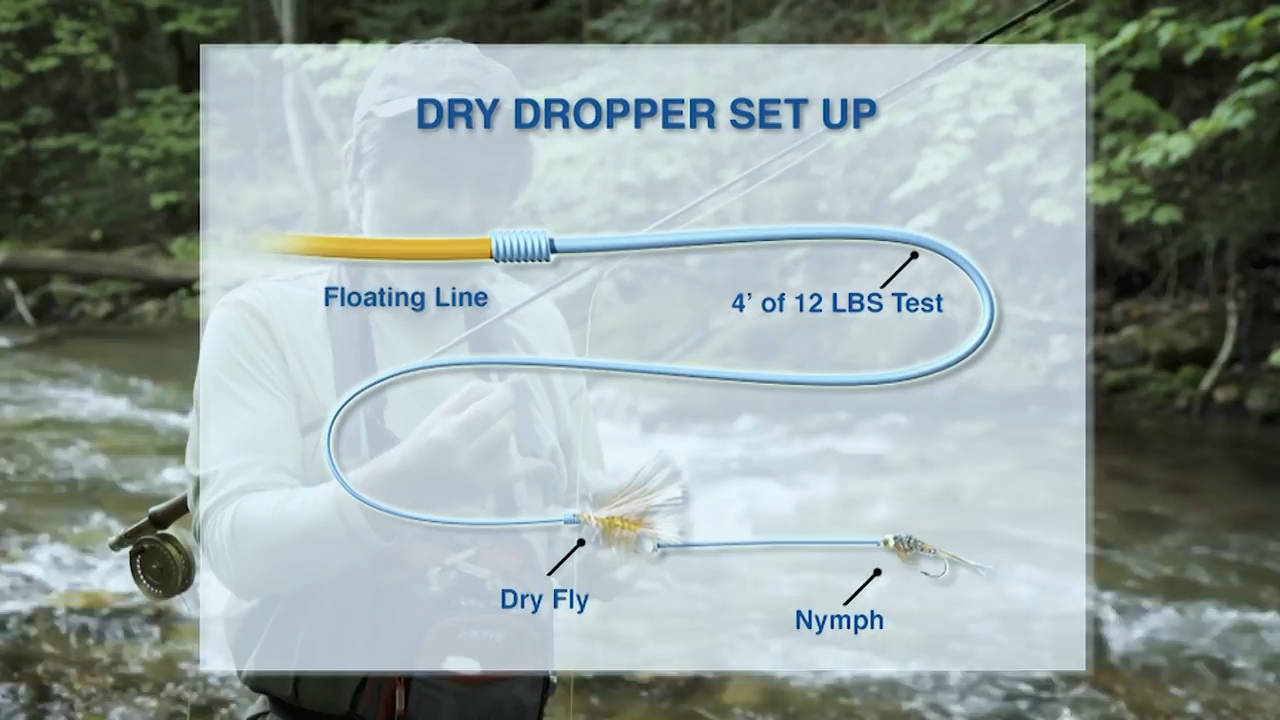 DRY DROPPER SET UP
Floating Line
4’ of 12 LBS Test
Dry Fly
Nymph